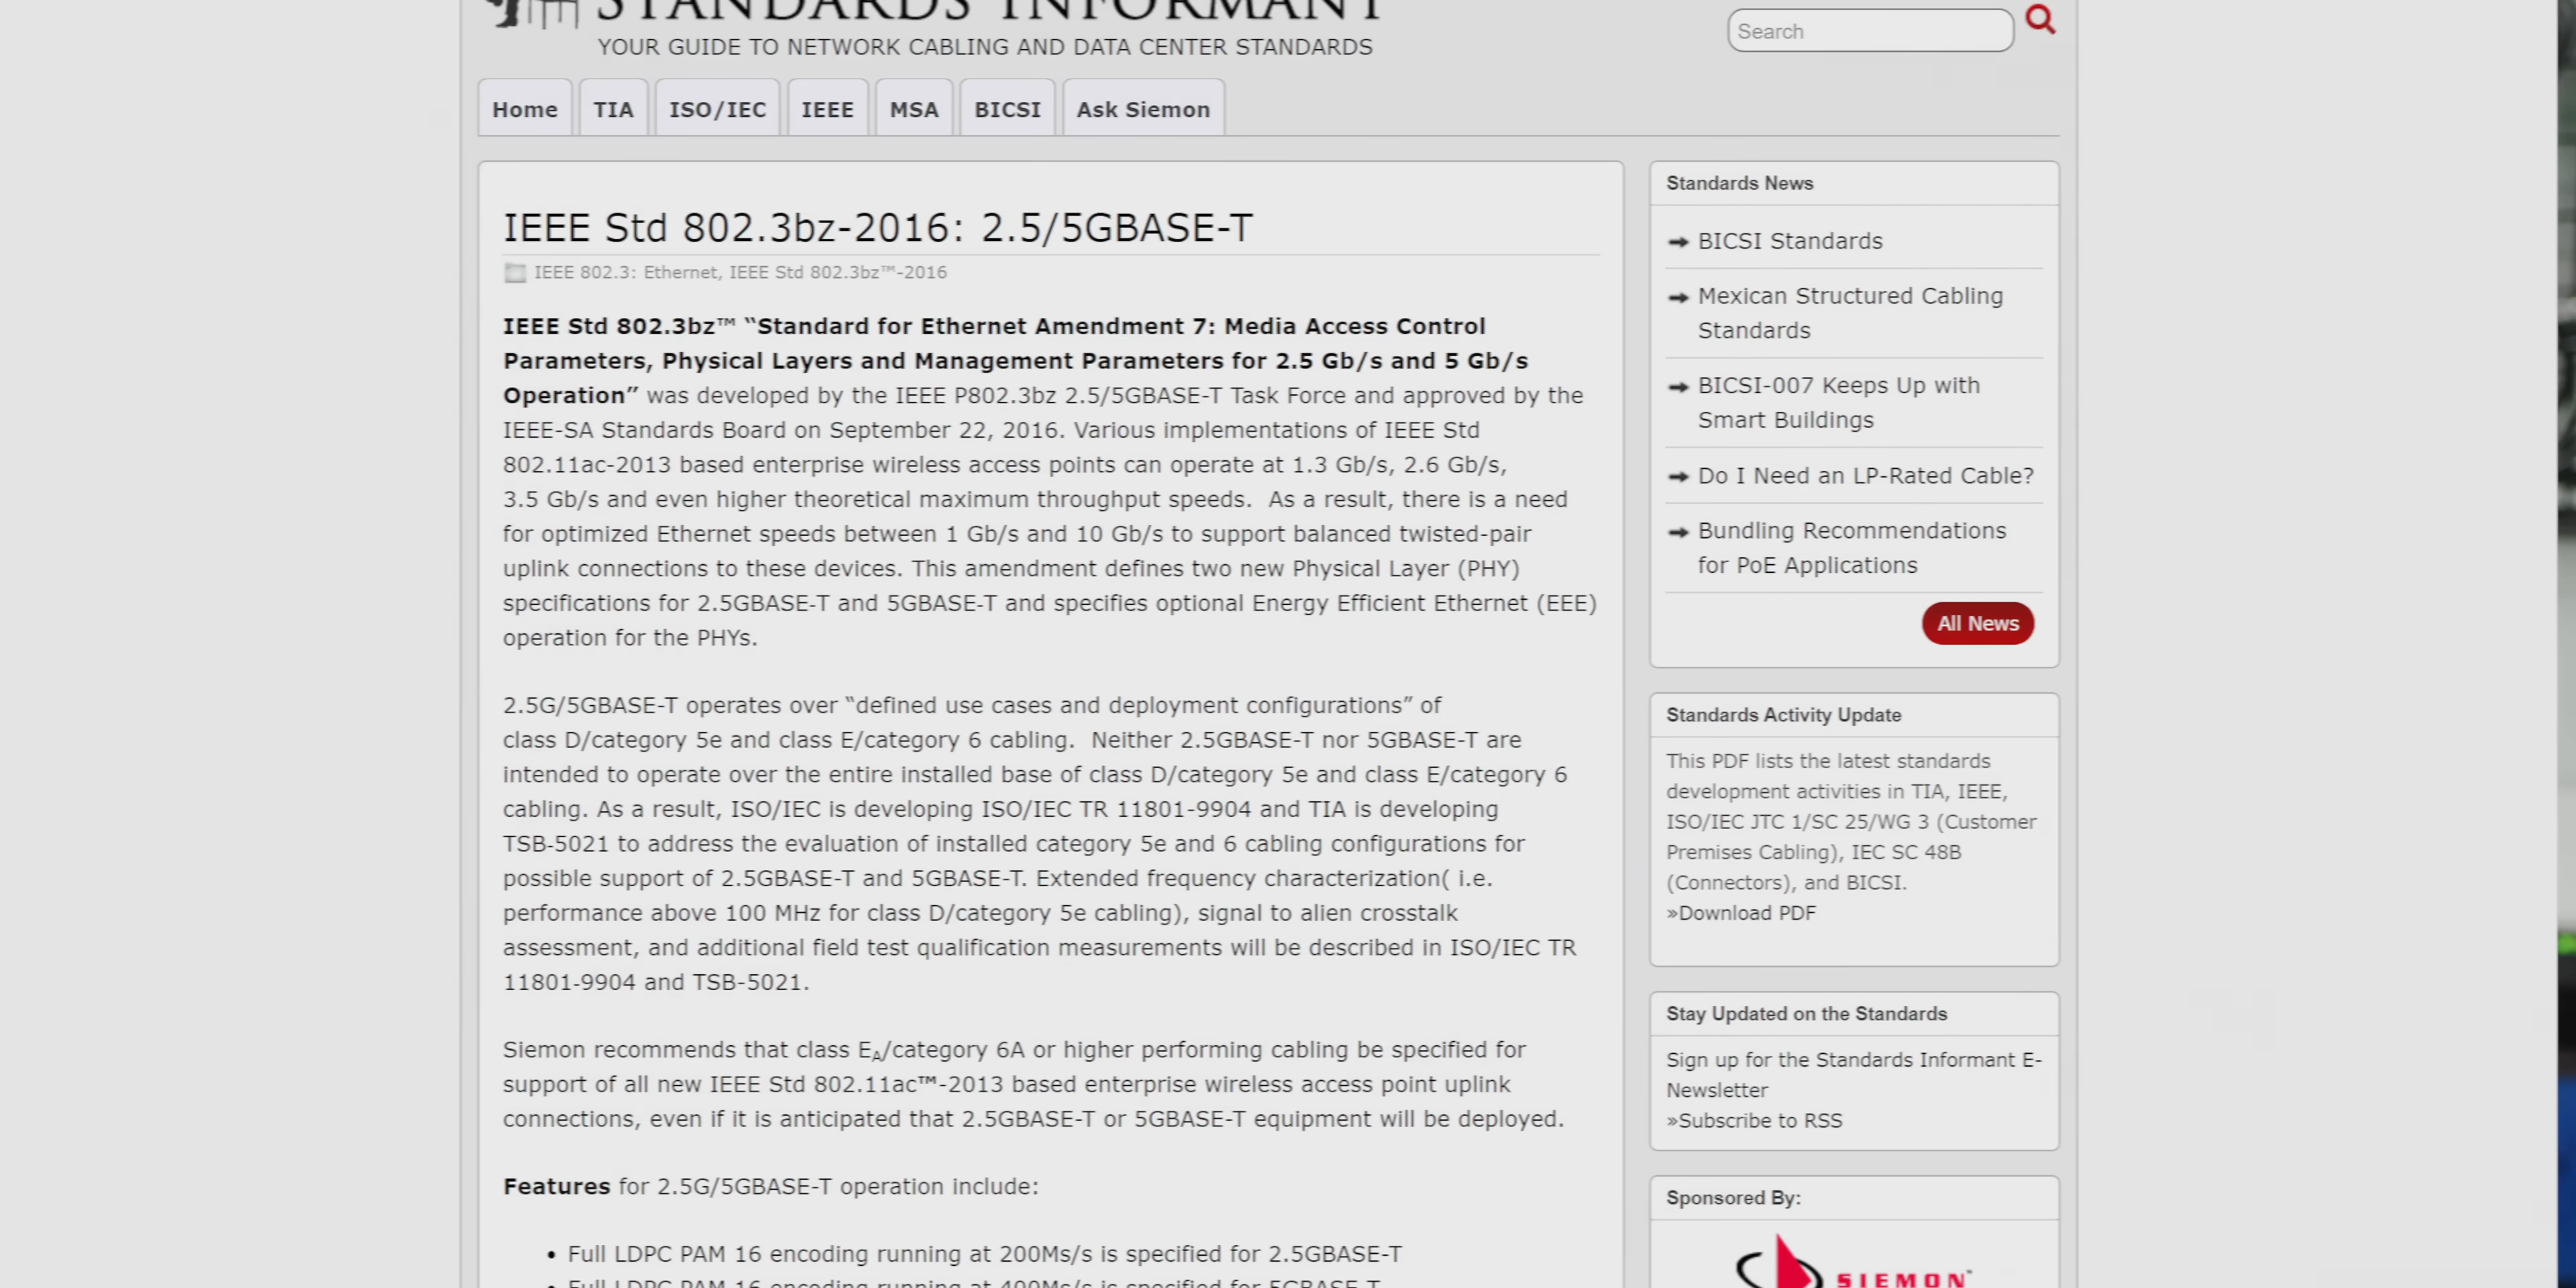 STANDARDS INFORMANT
YOUR GUIDE TO NETWORK CABLING AND DATA CENTER STANDARDS
Search
Home TIA ISO/IEC IEEE MSA BICSI Ask Siemon
IEEE Std 802.3bz-2016: 2.5/5GBASE-T
IEEE 802.3: Ethernet, IEEE Std 802.3bz™-2016
IEEE Std 802.3bz™ “Standard for Ethernet Amendment 7: Media Access Control
Parameters, Physical Layers and Management Parameters for 2.5 Gb/s and 5 Gb/s
Operation” was developed by the IEEE P802.3bz 2.5/5GBASE-T Task Force and approved by the
IEEE-SA Standards Board on September 22, 2016. Various implementations of IEEE Std
802.11ac-2013 based enterprise wireless access points can operate at 1.3 Gb/s, 2.6 Gb/s,
3.5 Gb/s and even higher theoretical maximum throughput speeds.  As a result, there is a need
for optimized Ethernet speeds between 1 Gb/s and 10 Gb/s to support balanced twisted-pair
uplink connections to these devices. This amendment defines two new Physical Layer (PHY)
specifications for 2.5GBASE-T and 5GBASE-T and specifies optional Energy Efficient Ethernet (EEE)
operation for the PHYs.
2.5G/5GBASE-T operates over “defined use cases and deployment configurations” of
class D/category 5e and class E/category 6 cabling.  Neither 2.5GBASE-T nor 5GBASE-T are
intended to operate over the entire installed base of class D/category 5e and class E/category 6
cabling. As a result, ISO/IEC is developing ISO/IEC TR 11801-9904 and TIA is developing
TSB-5021 to address the evaluation of installed category 5e and 6 cabling configurations for
possible support of 2.5GBASE-T and 5GBASE-T. Extended frequency characterization( i.e.
performance above 100 MHz for class D/category 5e cabling), signal to alien crosstalk
assessment, and additional field test qualification measurements will be described in ISO/IEC TR
11801-9904 and TSB-5021.
Siemon recommends that class EA/category 6A or higher performing cabling be specified for
support of all new IEEE Std 802.11ac™-2013 based enterprise wireless access point uplink
connections, even if it is anticipated that 2.5GBASE-T or 5GBASE-T equipment will be deployed.
Features for 2.5G/5GBASE-T operation include:
• Full LDPC PAM 16 encoding running at 200Ms/s is specified for 2.5GBASE-T
• Full LDPC PAM 16 encoding running at 400Ms/s is specified for 5GBASE-T
Standards News
BICSI Standards
Mexican Structured Cabling
Standards
BICSI-007 Keeps Up with
Smart Buildings
Do I Need an LP-Rated Cable?
Bundling Recommendations
for PoE Applications
All News
Standards Activity Update
This PDF lists the latest standards
development activities in TIA, IEEE,
ISO/IEC JTC 1/SC 25/WG 3 (Customer
Premises Cabling), IEC SC 48B
(Connectors), and BICSI.
»Download PDF
Stay Updated on the Standards
Sign up for the Standards Informant E-
Newsletter
»Subscribe to RSS
Sponsored By:
SIEMON™